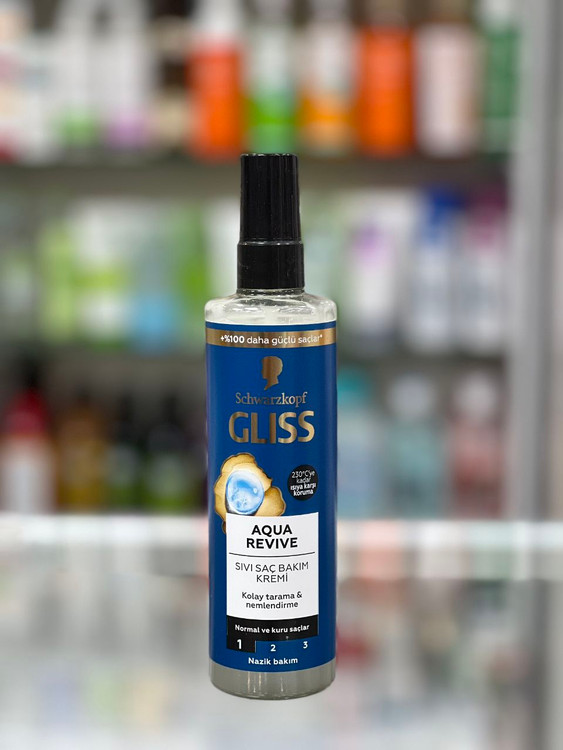 +%100 daha güçlü saçlar*
Schwarzkopf
GLISS
230°C'ye
kadar
ısıya karşı
koruma
AQUA
REVIVE
SIVI SAÇ BAKIM
KREMİ
Kolay tarama &
nemlendirme
Normal ve kuru saçlar
1 2 3
Nazik bakım